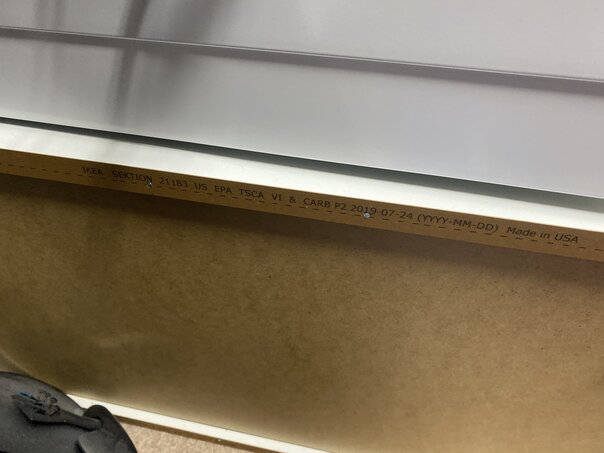 IKEA SEKTION 21183 US EPA TSCA VI & CARB P2 2019-07-24 (YYYY-MM-DD) Made in USA